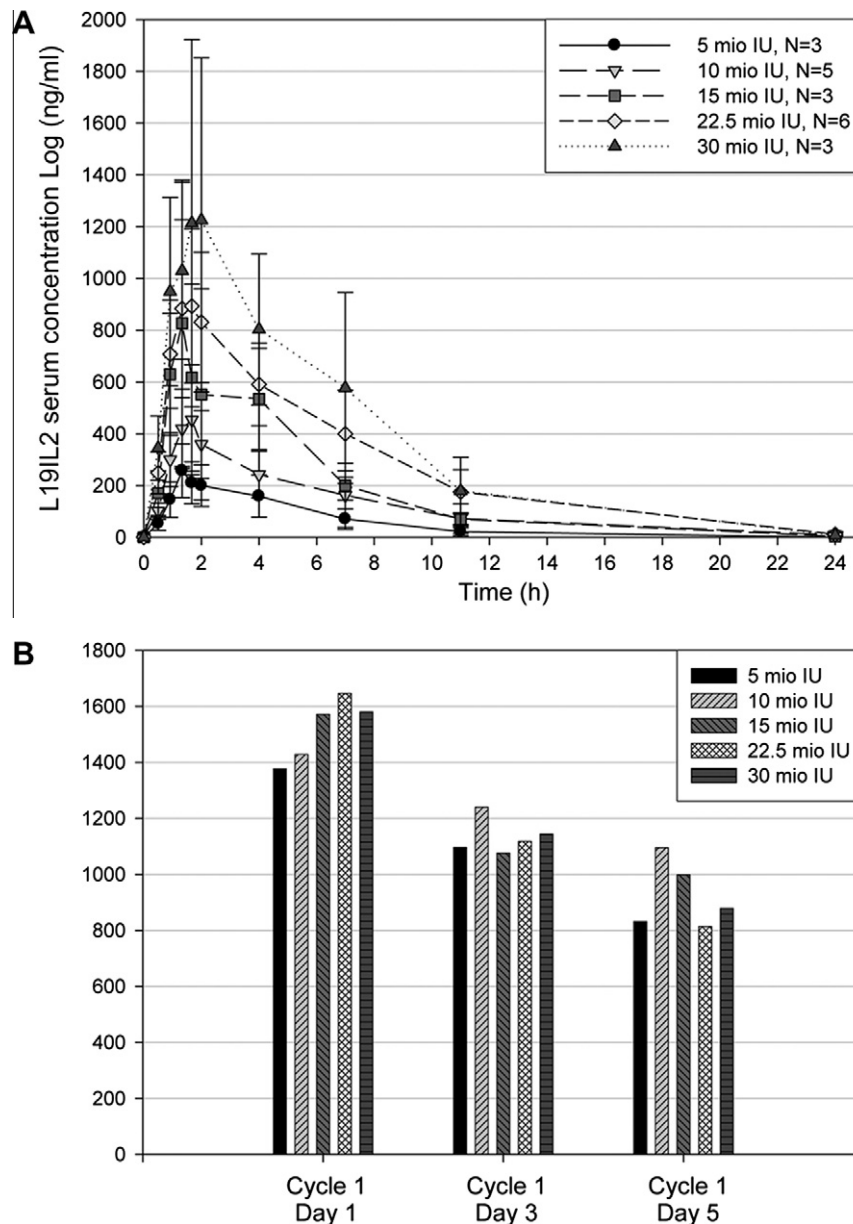 A
2000
1800
1600
1400
1200
1000
800
600
400
200
0
L19IL2 serum concentration Log (ng/ml)
5 mio IU, N=3
10 mio IU, N=5
15 mio IU, N=3
22.5 mio IU, N=6
30 mio IU, N=3
0 2 4 6 8 10 12 14 16 18 20 22 24
Time (h)
B
1800
1600
1400
1200
1000
800
600
400
200
0
5 mio IU
10 mio IU
15 mio IU
22.5 mio IU
30 mio IU
Cycle 1 Cycle 1 Cycle 1
Day 1 Day 3 Day 5